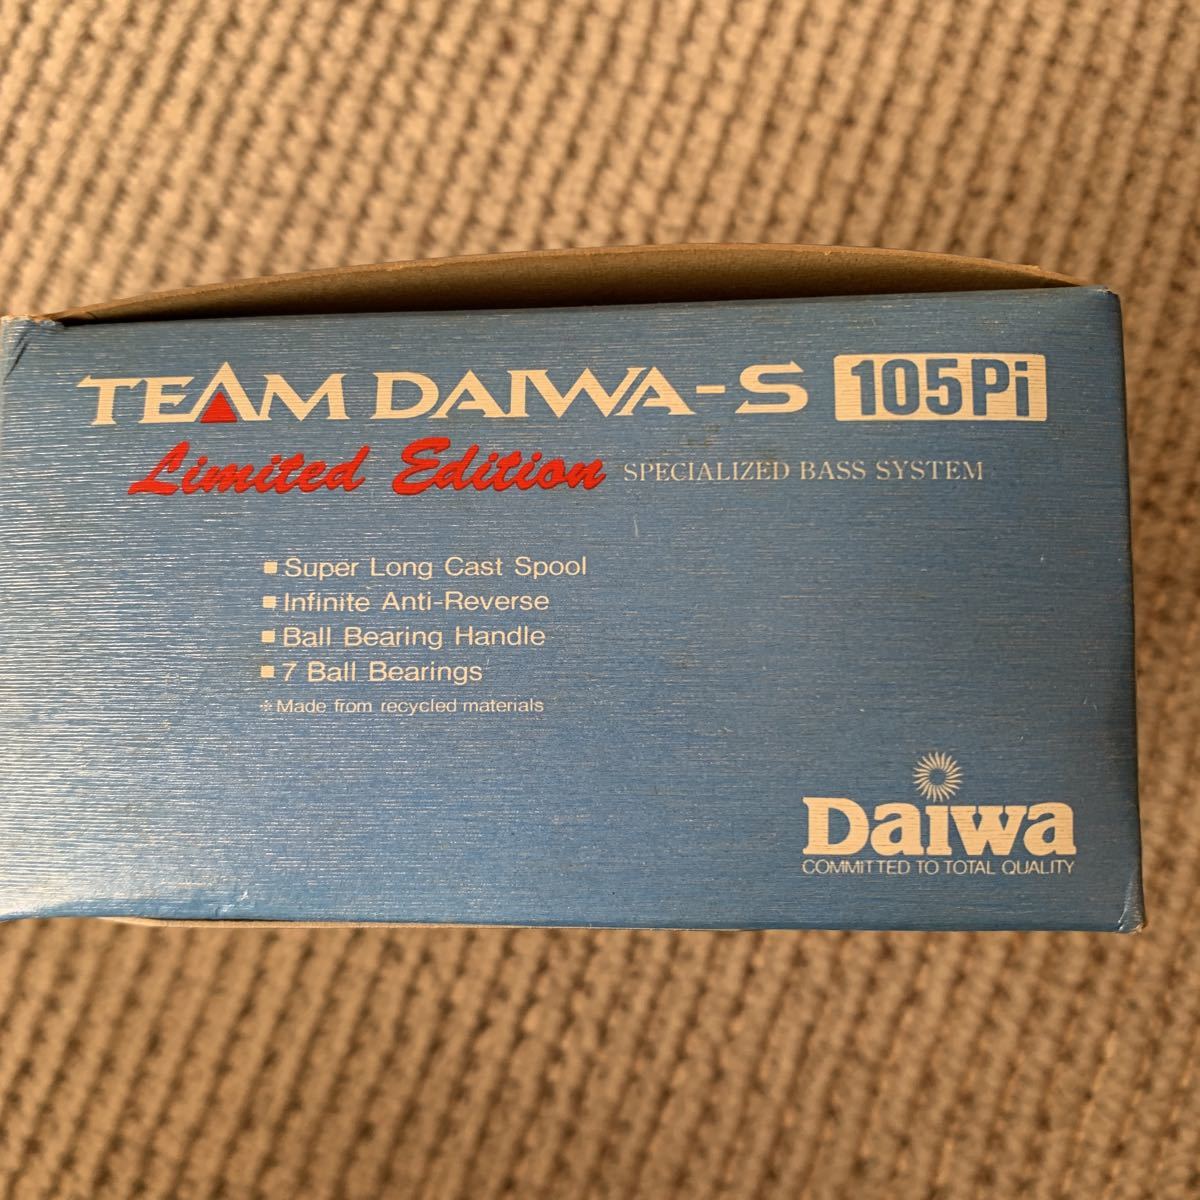 TEAM DAIWA-S 105Pi
Limited Edition SPECIALIZED BASS SYSTEM
■ Super Long Cast Spool
■ Infinite Anti-Reverse
■ Ball Bearing Handle
■ 7 Ball Bearings
※Made from recycled materials
Daiwa
COMMITTED TO TOTAL QUALITY